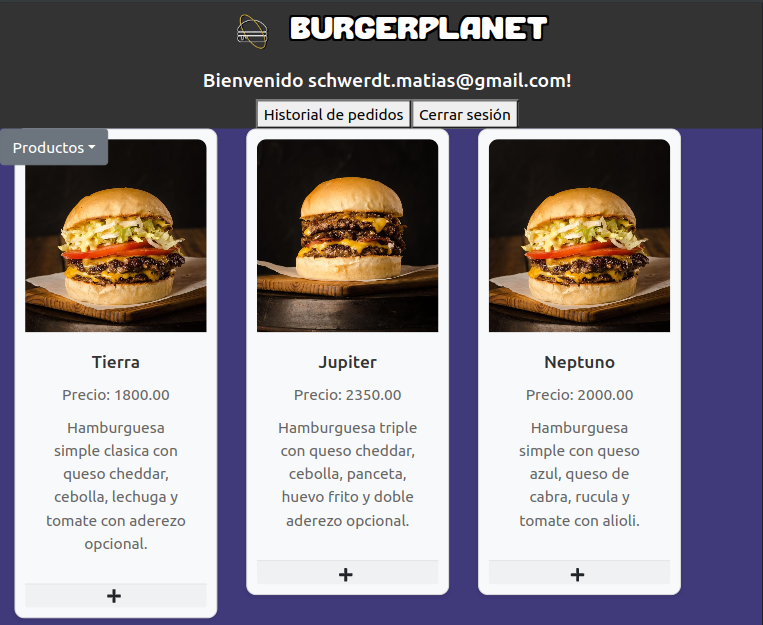 BURGERPLANET
Bienvenido schwerdt.matias@gmail.com!
Historial de pedidos
Cerrar sesión
Productos
Tierra
Precio: 1800.00
Hamburguesa
simple clasica con
queso cheddar,
cebolla, lechuga y
tomate con aderezo
opcional.
+
Jupiter
Precio: 2350.00
Hamburguesa triple
con queso cheddar,
cebolla, panceta,
huevo frito y doble
aderezo opcional.
+
Neptuno
Precio: 2000.00
Hamburguesa
simple con queso
azul, queso de
cabra, rucula y
tomate con alioli.
+